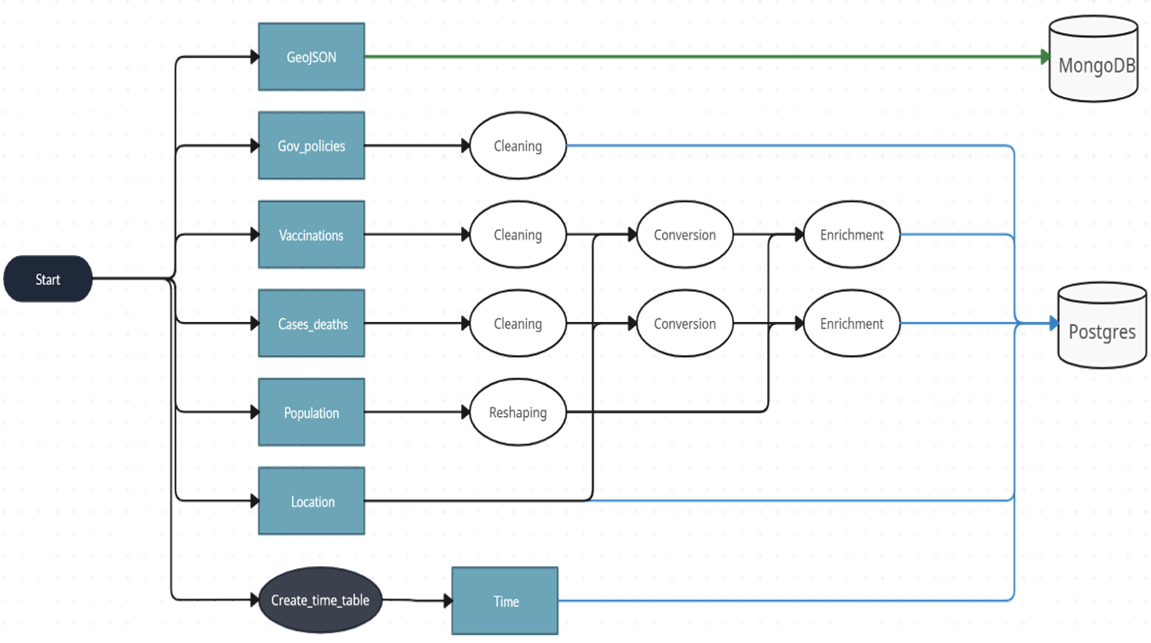 GeoJSON
MongoDB
Gov_policies
Cleaning
Vaccinations
Cleaning
Conversion
Enrichment
Start
Cases_deaths
Cleaning
Conversion
Enrichment
Postgres
Population
Reshaping
Location
Create_time_table
Time